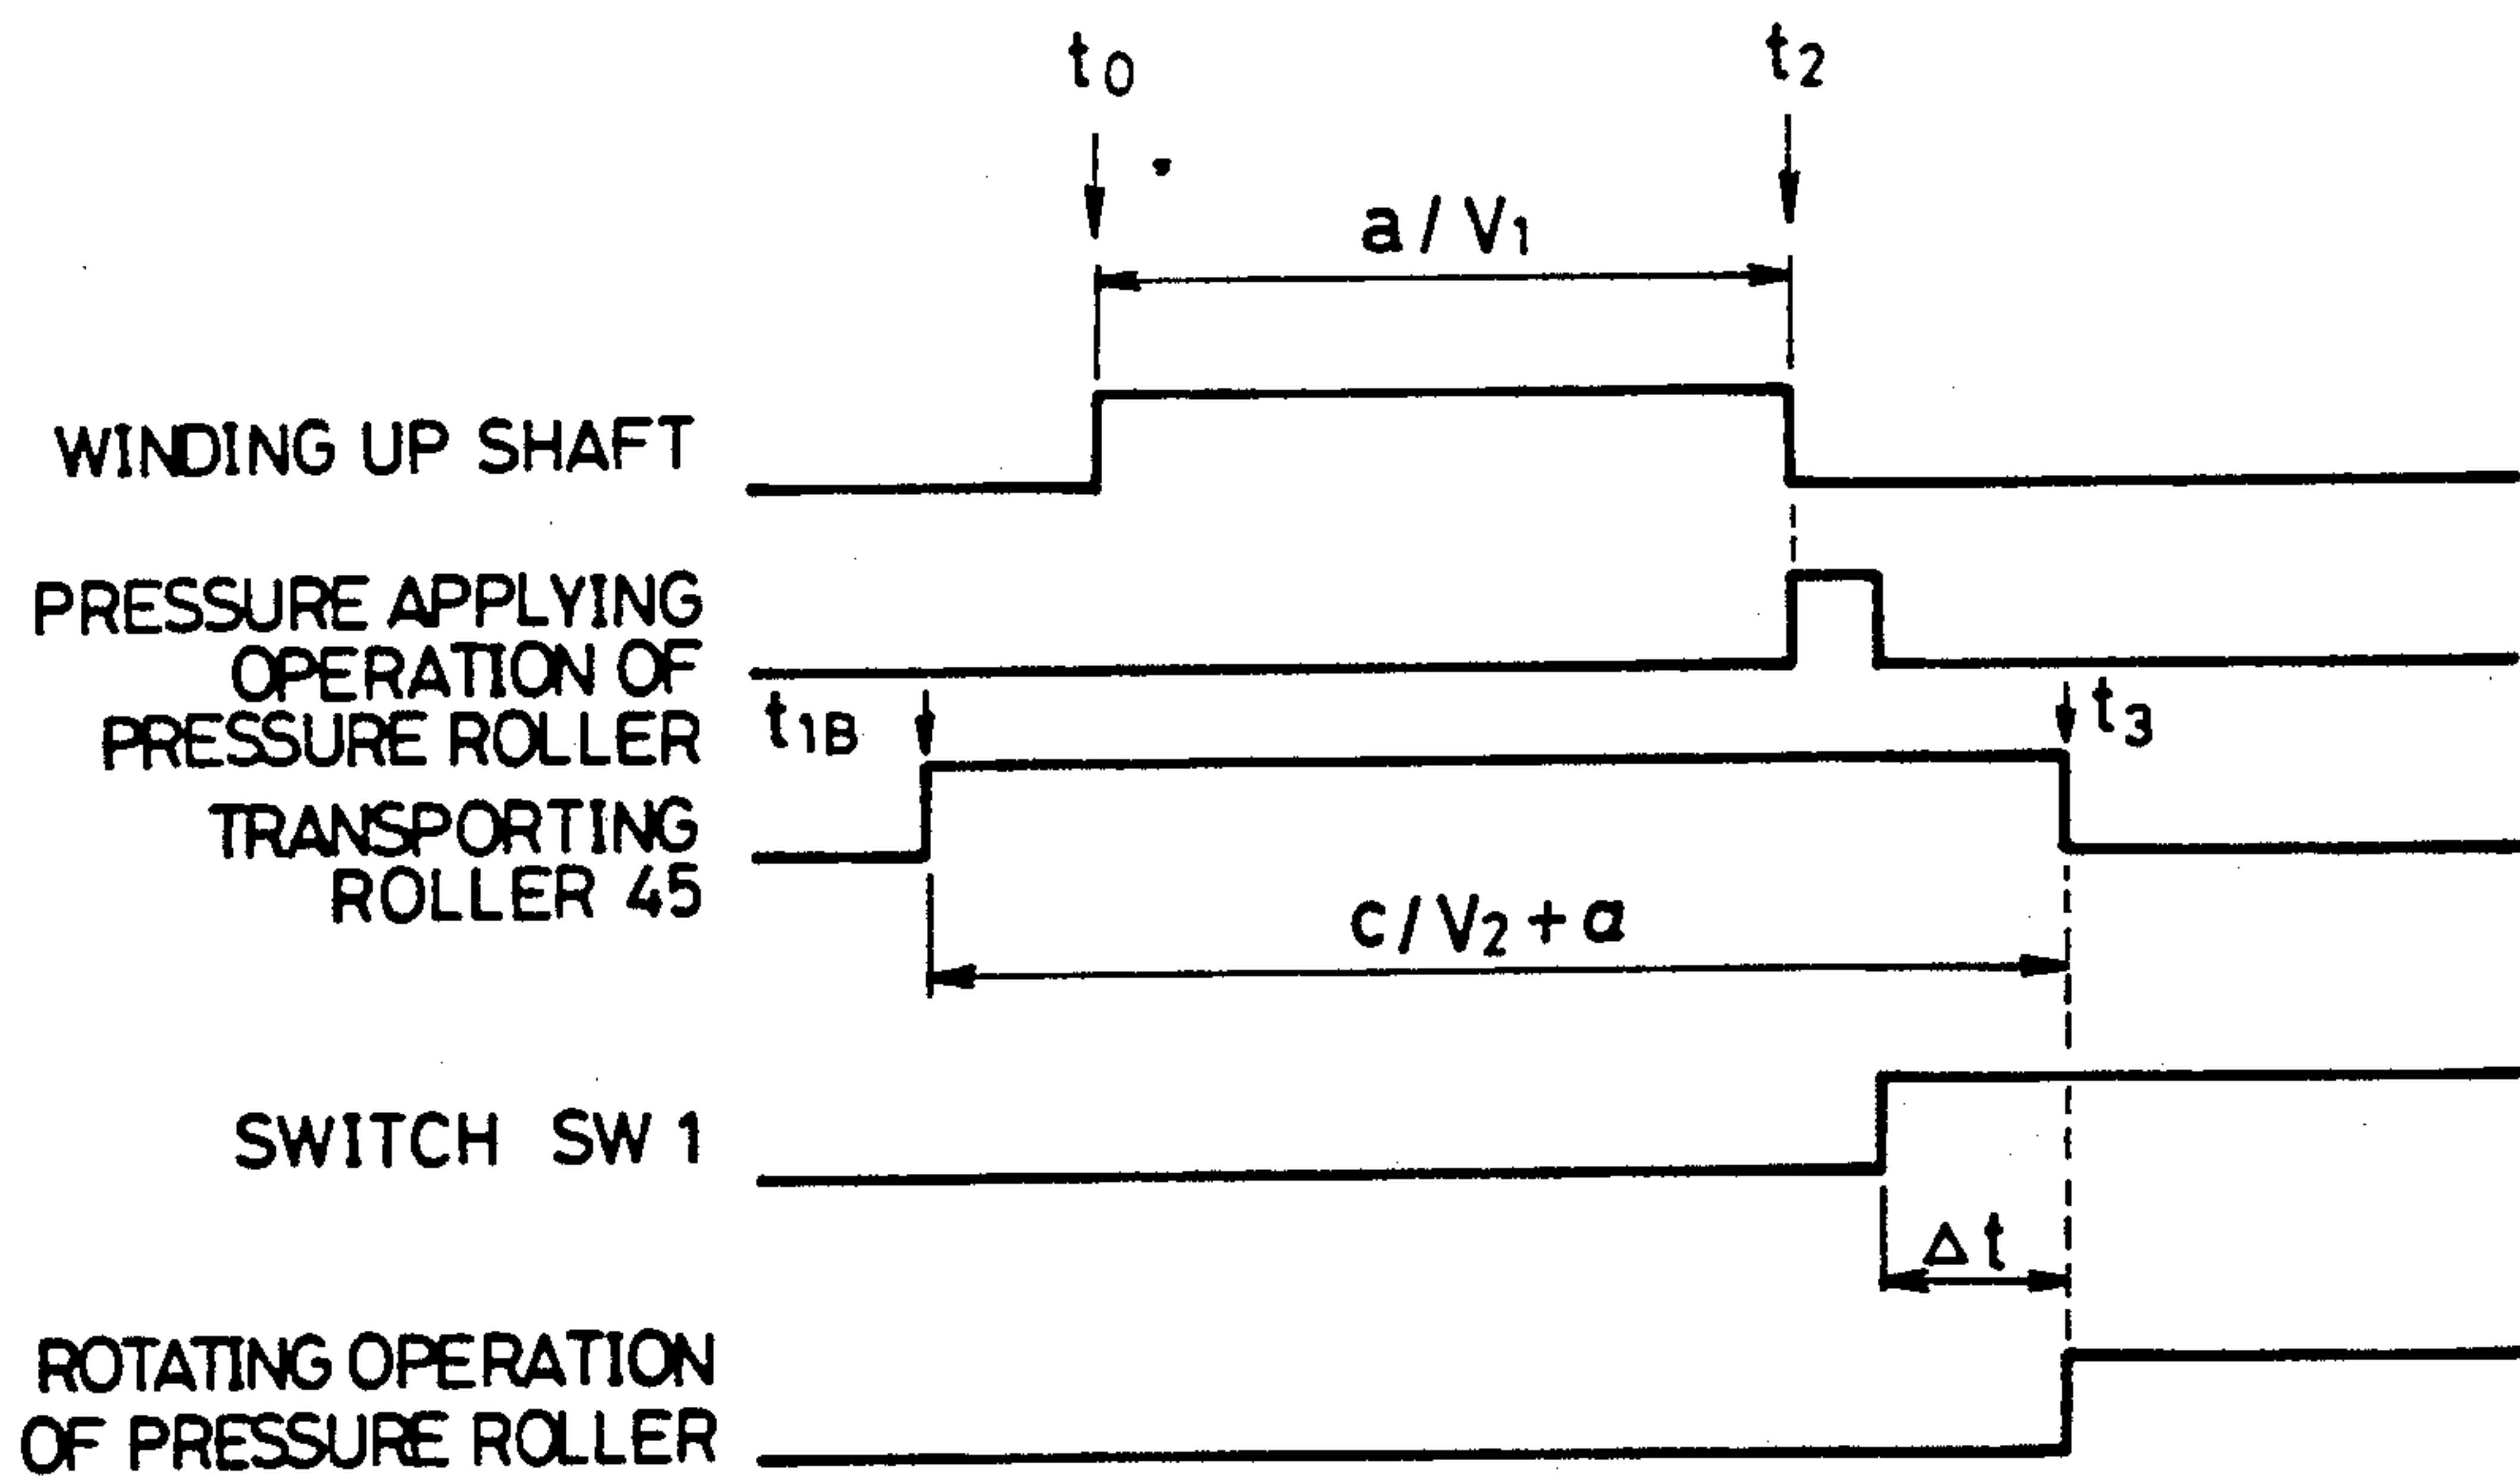 t0
t2
a/V1
WINDING UP SHAFT
PRESSURE APPLYING
OPERATION OF
PRESSURE ROLLER
t1B
t3
TRANSPORTING
ROLLER 45
c/V2+α
SWITCH SW 1
Δt
ROTATING OPERATION
OF PRESSURE ROLLER